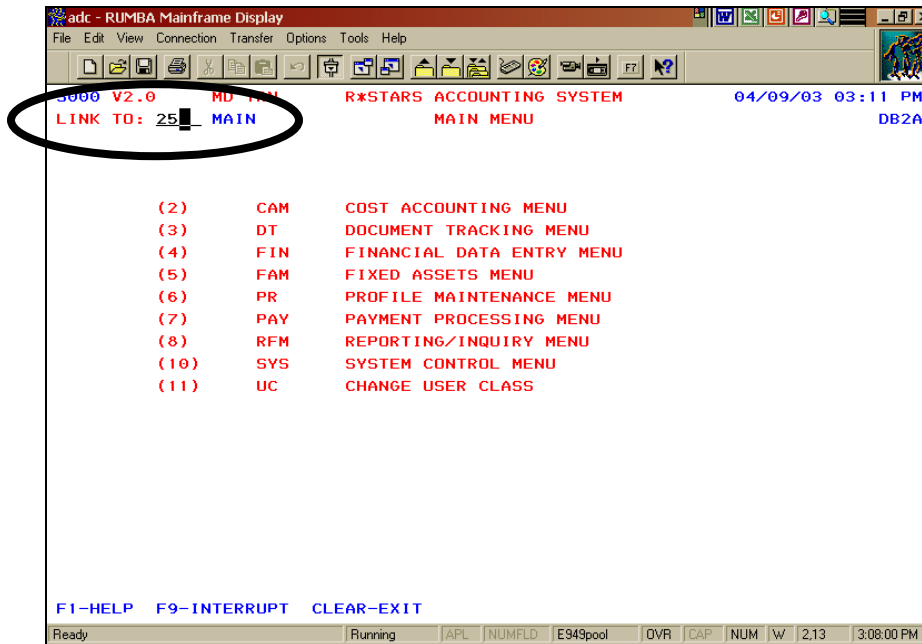 adc - RUMBA Mainframe Display
File Edit View Connection Transfer Options Tools Help
F7
V2.0 R*STARS ACCOUNTING SYSTEM 04/09/03 03:11 PM
LINK TO: 25 MAIN MAIN MENU DB2A
(2) CAM COST ACCOUNTING MENU
(3) DT DOCUMENT TRACKING MENU
(4) FIN FINANCIAL DATA ENTRY MENU
(5) FAM FIXED ASSETS MENU
(6) PR PROFILE MAINTENANCE MENU
(7) PAY PAYMENT PROCESSING MENU
(8) RFM REPORTING/INQUIRY MENU
(10) SYS SYSTEM CONTROL MENU
(11) UC CHANGE USER CLASS
F1-HELP F9-INTERRUPT CLEAR-EXIT
Ready Running APL NUMFLD E949pool OVR CAP NUM W 2,13 3:08:00 PM